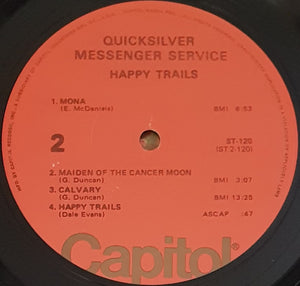 QUICKSILVER
MESSENGER SERVICE
HAPPY TRAILS
1. MONA BMI 6:53
(E. McDaniels)
2
ST-120
(ST 2-120)
2. MAIDEN OF THE CANCER MOON BMI 3:07
(G. Duncan)
3. CALVARY BMI 13:25
(G. Duncan)
4. HAPPY TRAILS ASCAP :47
(Dale Evans)
Capitol®